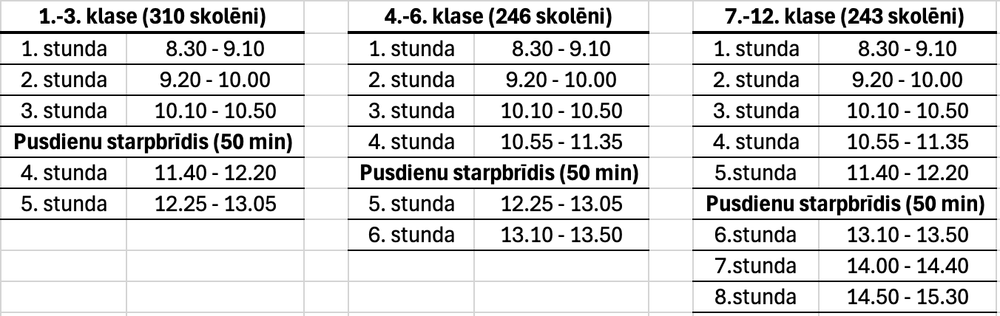 1.-3. klase (310 skolēni)
1. stunda 8.30 - 9.10
2. stunda 9.20 - 10.00
3. stunda 10.10 - 10.50
Pusdienu starpbrīdis (50 min)
4. stunda 11.40 - 12.20
5. stunda 12.25 - 13.05
4.-6. klase (246 skolēni)
1. stunda 8.30 - 9.10
2. stunda 9.20 - 10.00
3. stunda 10.10 - 10.50
4. stunda 10.55 - 11.35
Pusdienu starpbrīdis (50 min)
5. stunda 12.25 - 13.05
6. stunda 13.10 - 13.50
7.-12. klase (243 skolēni)
1. stunda 8.30 - 9.10
2. stunda 9.20 - 10.00
3. stunda 10.10 - 10.50
4. stunda 10.55 - 11.35
5.stunda 11.40 - 12.20
Pusdienu starpbrīdis (50 min)
6.stunda 13.10 - 13.50
7.stunda 14.00 - 14.40
8.stunda 14.50 - 15.30